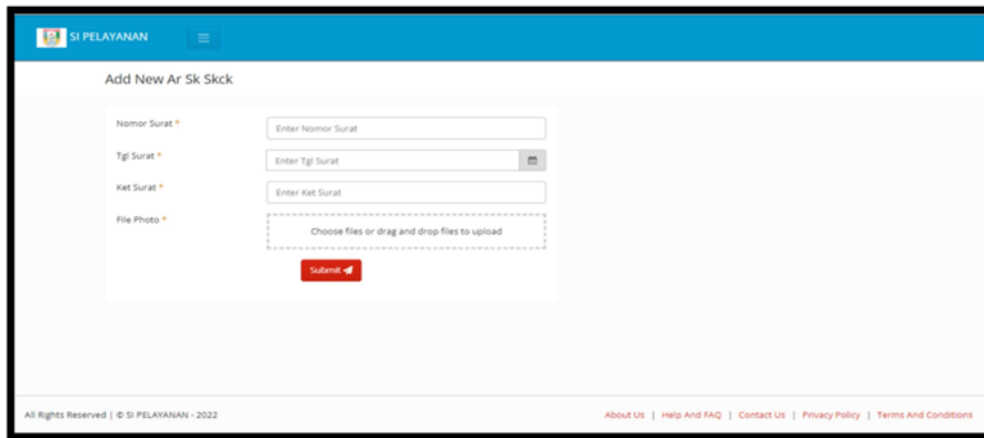 SI PELAYANAN
Add New Ar Sk Skck
Nomor Surat *
Enter Nomor Surat
Tgl Surat *
Enter Tgl Surat
Ket Surat *
Enter Ket Surat
File Photo *
Choose files or drag and drop files to upload
Submit
All Rights Reserved | © SI PELAYANAN - 2022
About Us | Help And FAQ | Contact Us | Privacy Policy | Terms And Conditions